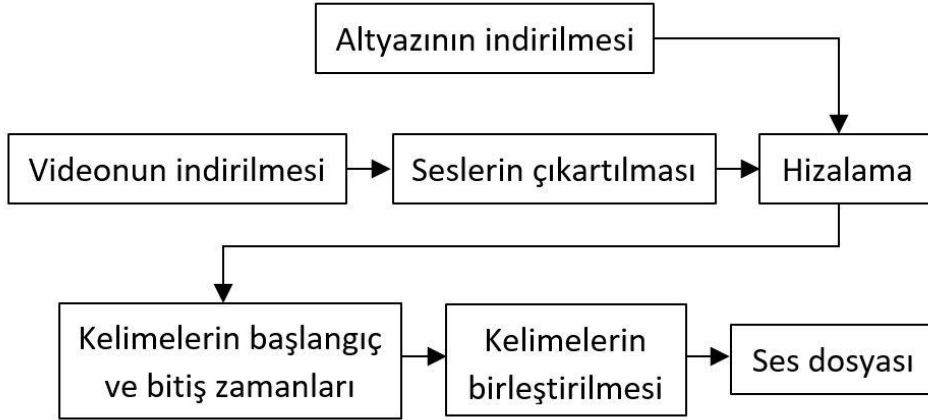 Altyazının indirilmesi
Videonun indirilmesi
Seslerin çıkartılması
Hizalama
Kelimelerin başlangıç
ve bitiş zamanları
Kelimelerin
birleştirilmesi
Ses dosyası